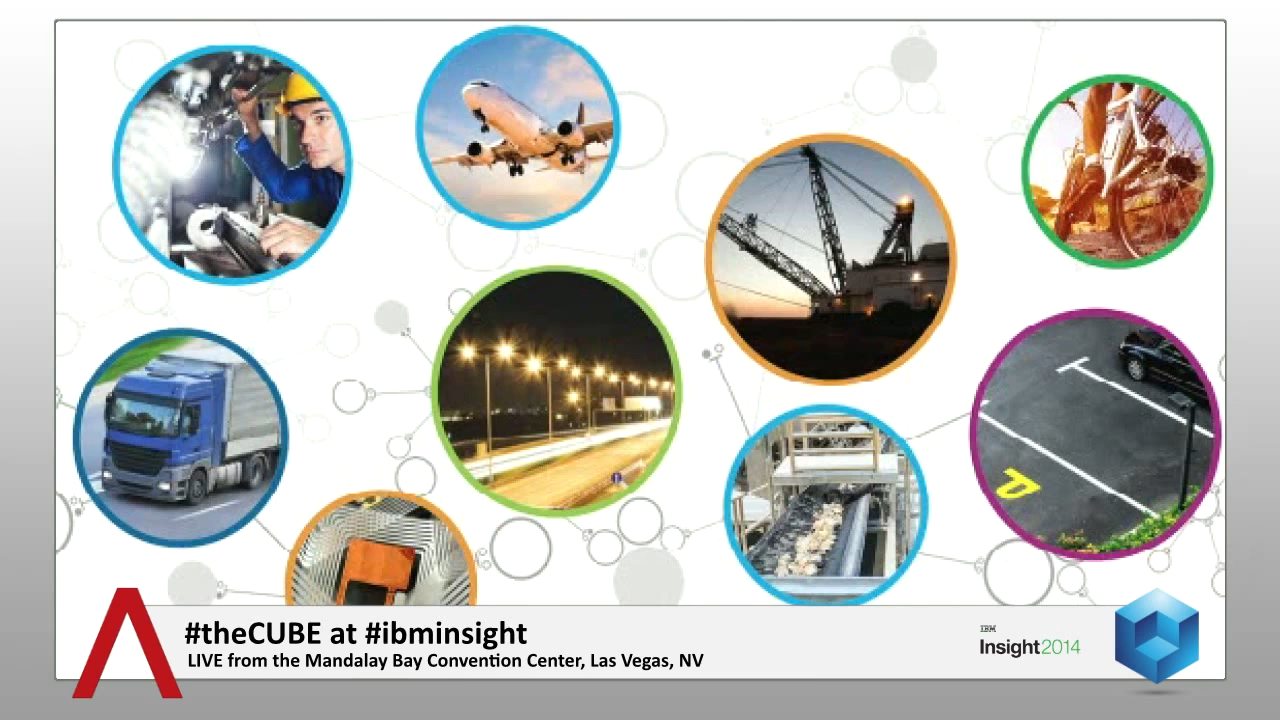 P
#theCUBE at #ibminsight
LIVE from the Mandalay Bay Convention Center, Las Vegas, NV
IBM
Insight2014